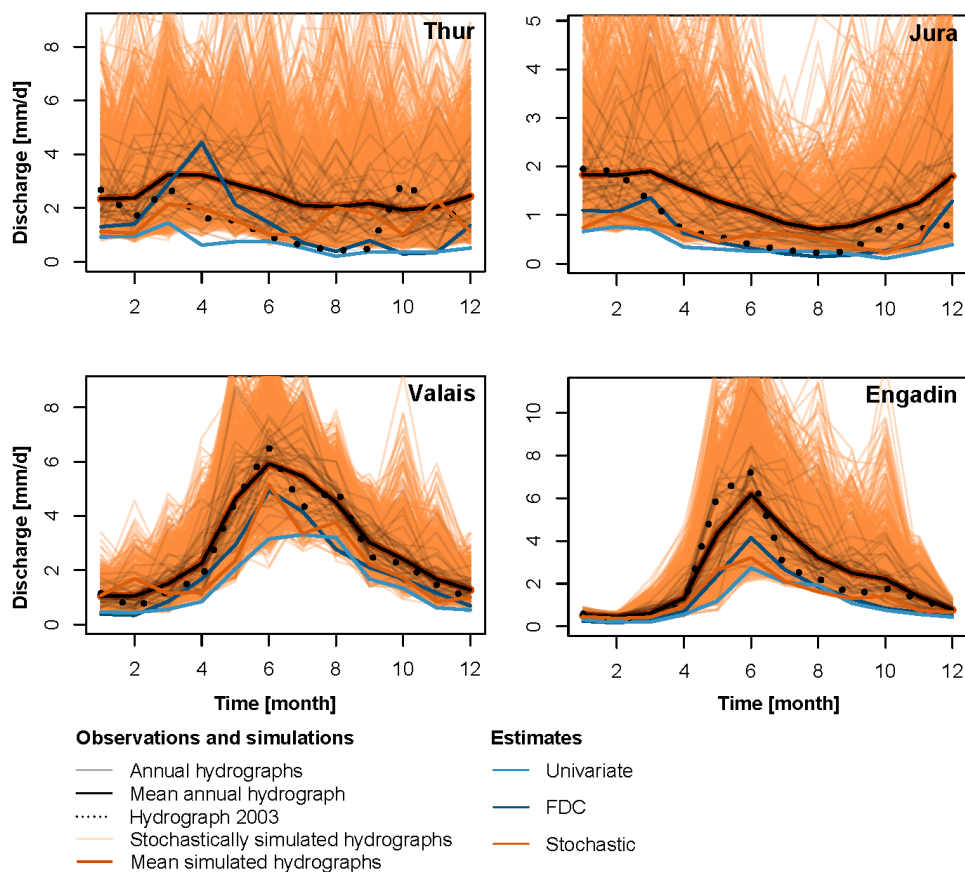 Thur
Jura
Discharge [mm/d]
8
6
4
2
0
5
4
3
2
1
0
2 4 6 8 10 12
2 4 6 8 10 12
Valais
Engadin
Discharge [mm/d]
8
6
4
2
0
10
8
6
4
2
0
2 4 6 8 10 12
2 4 6 8 10 12
Time [month]
Time [month]
Observations and simulations
Annual hydrographs
Mean annual hydrograph
Hydrograph 2003
Stochastically simulated hydrographs
Mean simulated hydrographs
Estimates
Univariate
FDC
Stochastic